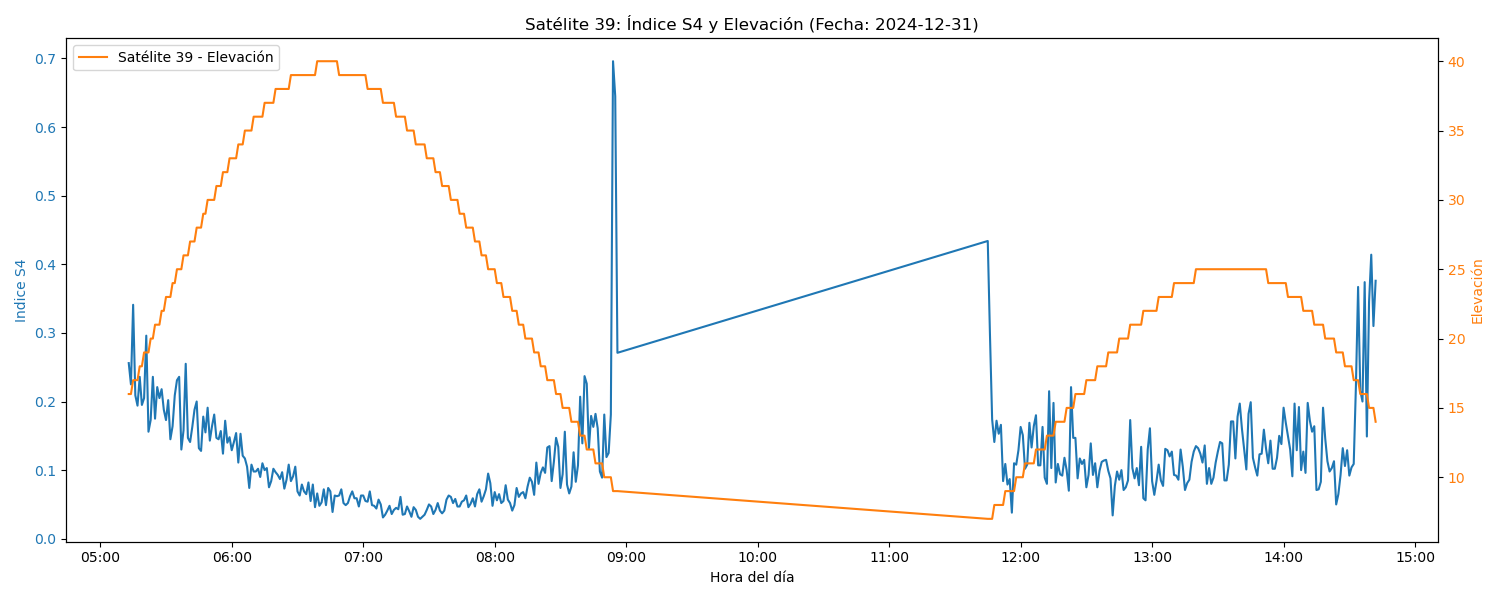 Satélite 39: Índice S4 y Elevación (Fecha: 2024-12-31)
Satélite 39 - Elevación
0.7
0.6
0.5
0.4
0.3
0.2
0.1
0.0
Indice S4
40
35
30
25
20
15
10
Elevación
05:00 06:00 07:00 08:00 09:00 10:00 11:00 12:00 13:00 14:00 15:00
Hora del día